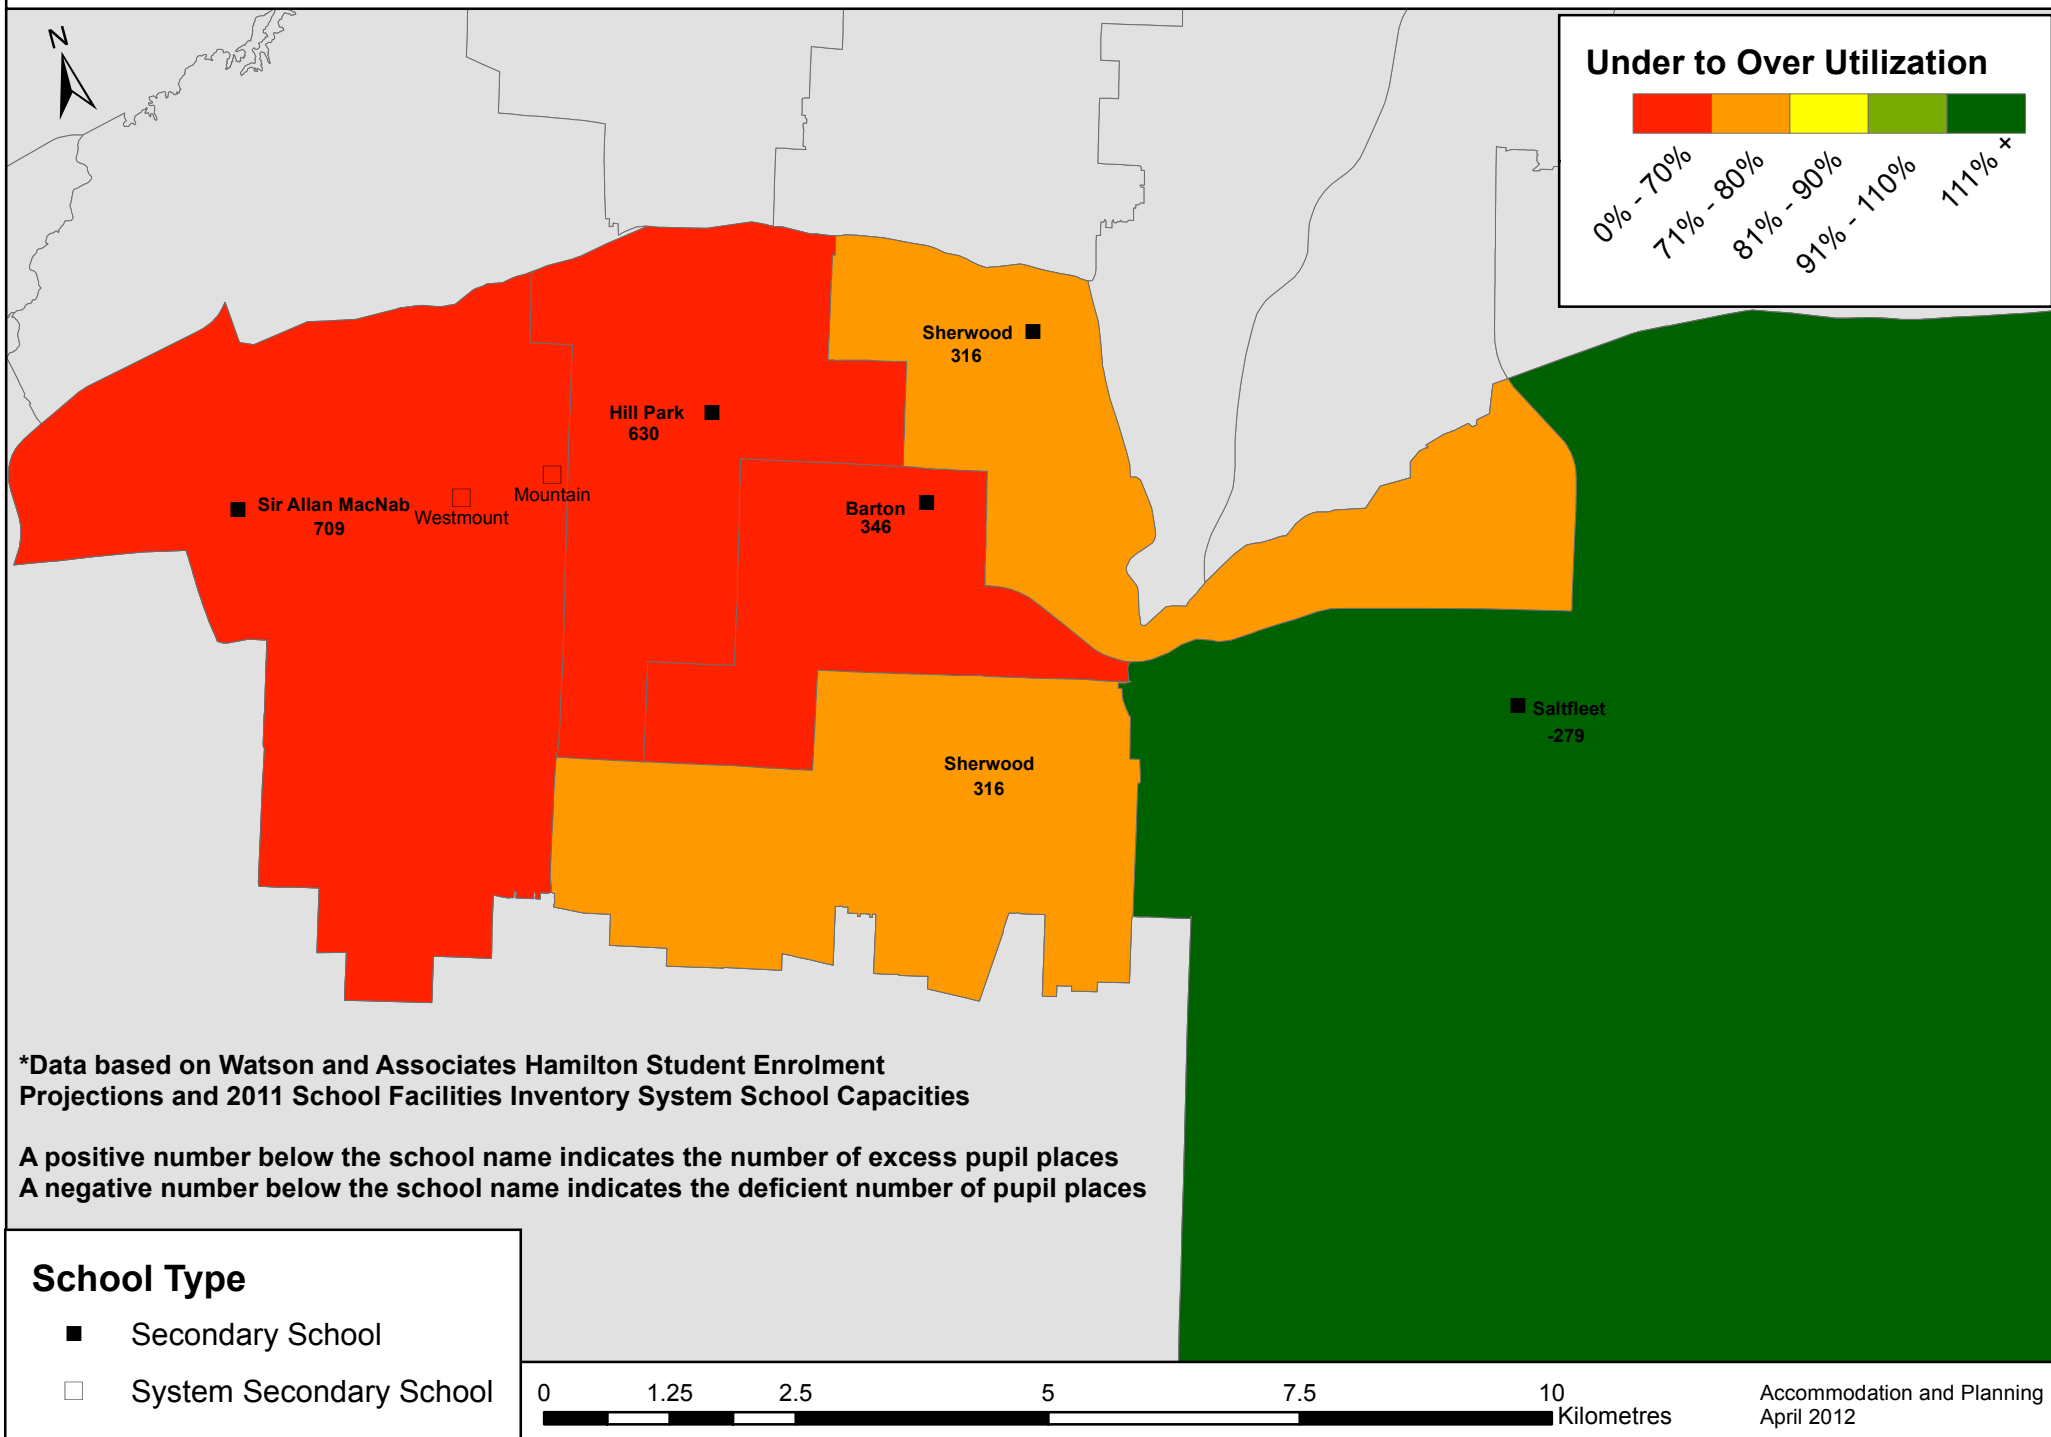 N
Under to Over Utilization
0% - 70%
71% - 80%
81% - 90%
91% - 110%
111% +
Sherwood
316
Hill Park
630
Mountain
Sir Allan MacNab
709
Westmount
Barton
346
Saltfleet
-279
Sherwood
316
*Data based on Watson and Associates Hamilton Student Enrolment
Projections and 2011 School Facilities Inventory System School Capacities
A positive number below the school name indicates the number of excess pupil places
A negative number below the school name indicates the deficient number of pupil places
School Type
Secondary School
System Secondary School
0 1.25 2.5 5 7.5 10
Kilometres
Accommodation and Planning
April 2012